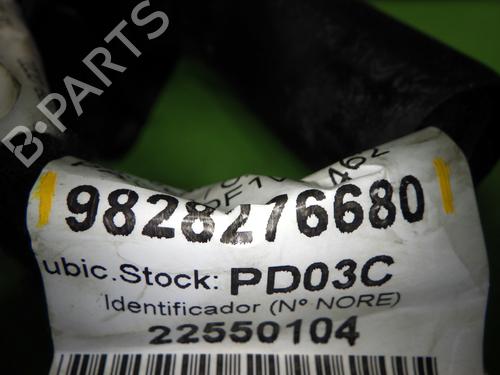 B-PARTS
9828276680
ubic.Stock: PD03C
Identificador (Nº NORE)
22550104